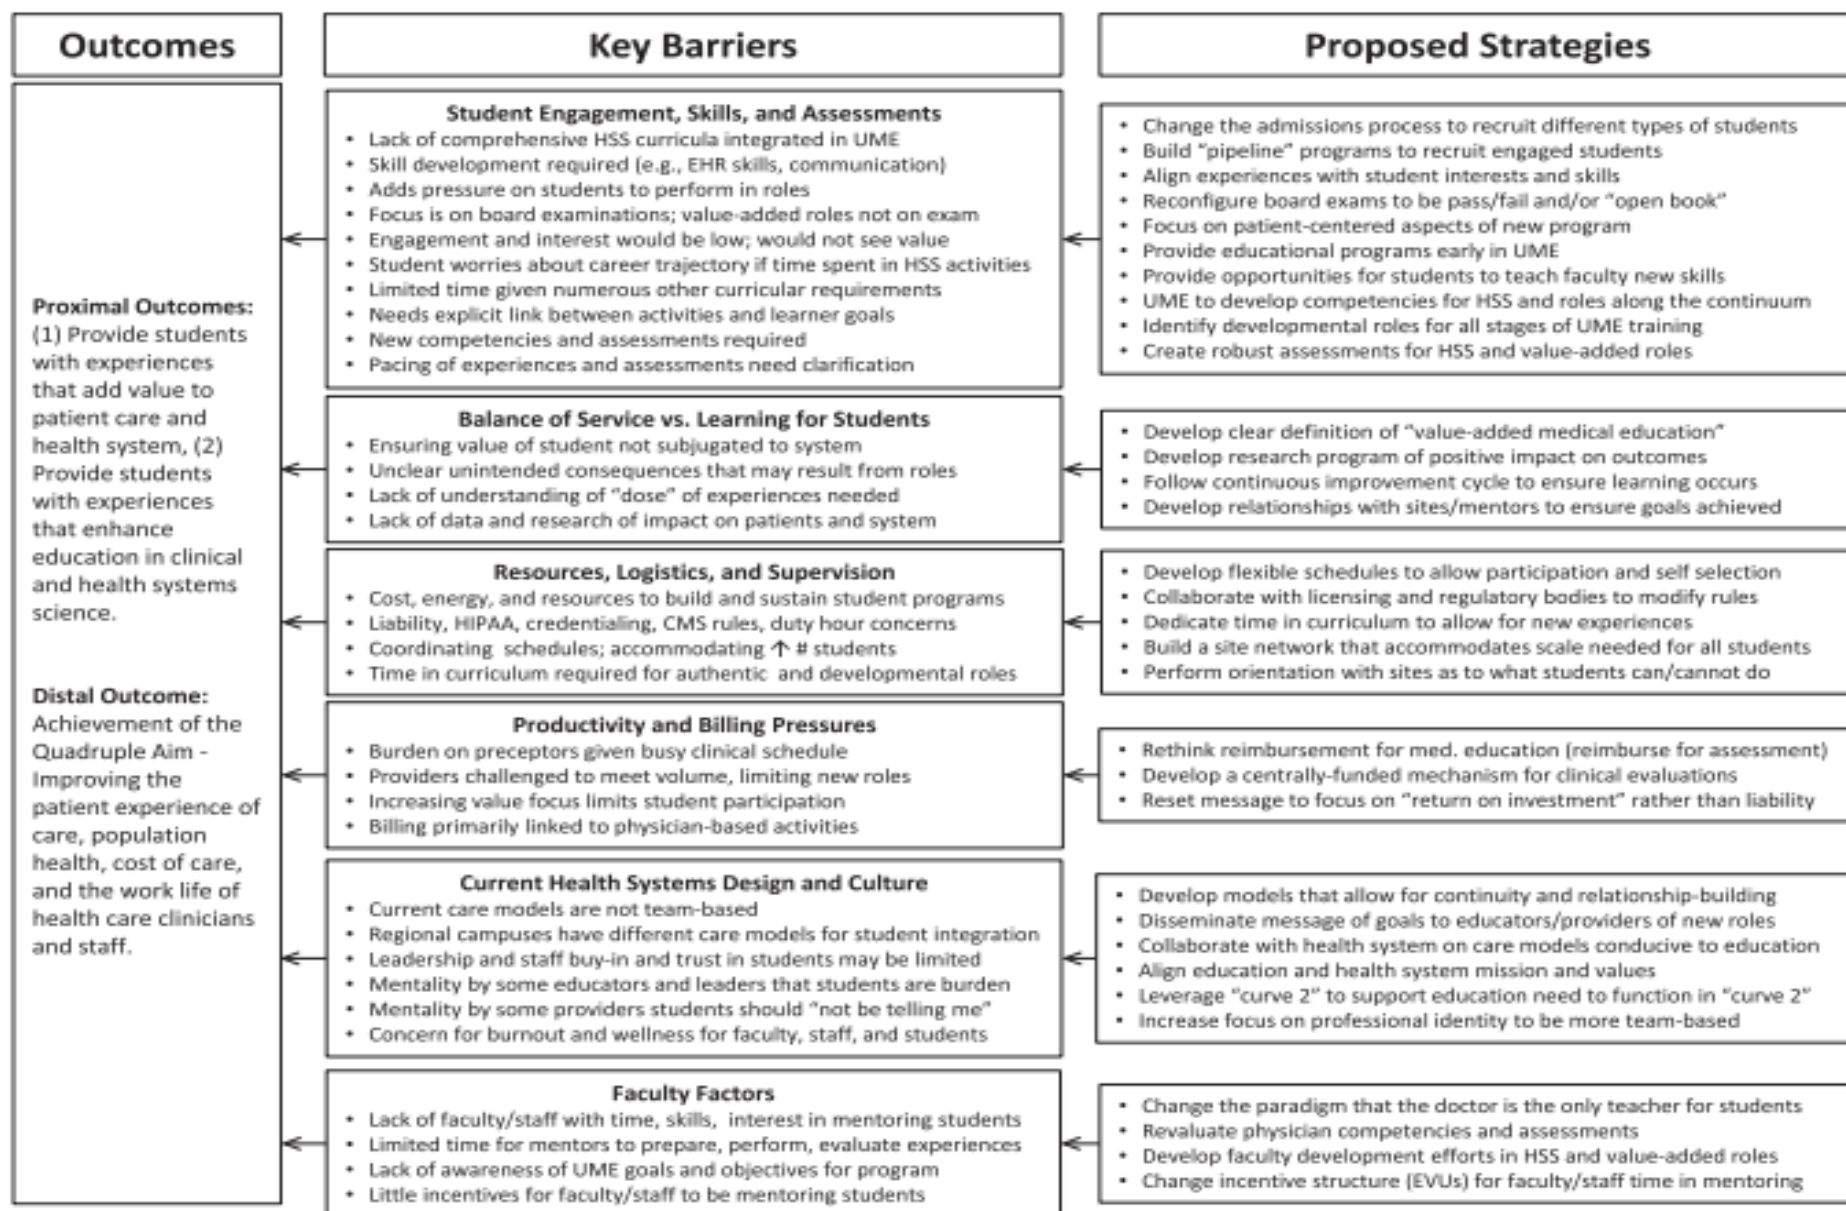 Outcomes
Proximal Outcomes:
(1) Provide students
with experiences
that add value to
patient care and
health system, (2)
Provide students
with experiences
that enhance
education in clinical
and health systems
science.
Distal Outcome:
Achievement of the
Quadruple Aim -
Improving the
patient experience of
care, population
health, cost of care,
and the work life of
health care clinicians
and staff.
Key Barriers
Student Engagement, Skills, and Assessments
• Lack of comprehensive HSS curricula integrated in UME
• Skill development required (e.g., EHR skills, communication)
• Adds pressure on students to perform in roles
• Focus is on board examinations; value-added roles not on exam
• Engagement and interest would be low; would not see value
• Student worries about career trajectory if time spent in HSS activities
• Limited time given numerous other curricular requirements
• Needs explicit link between activities and learner goals
• New competencies and assessments required
• Pacing of experiences and assessments need clarification
Balance of Service vs. Learning for Students
• Ensuring value of student not subjugated to system
• Unclear unintended consequences that may result from roles
• Lack of understanding of "dose" of experiences needed
• Lack of data and research of impact on patients and system
Resources, Logistics, and Supervision
• Cost, energy, and resources to build and sustain student programs
• Liability, HIPAA, credentialing, CMS rules, duty hour concerns
• Coordinating schedules; accommodating ↑ # students
• Time in curriculum required for authentic and developmental roles
Productivity and Billing Pressures
• Burden on preceptors given busy clinical schedule
• Providers challenged to meet volume, limiting new roles
• Increasing value focus limits student participation
• Billing primarily linked to physician-based activities
Current Health Systems Design and Culture
• Current care models are not team-based
• Regional campuses have different care models for student integration
• Leadership and staff buy-in and trust in students may be limited
• Mentality by some educators and leaders that students are burden
• Mentality by some providers students should "not be telling me"
• Concern for burnout and wellness for faculty, staff, and students
Faculty Factors
• Lack of faculty/staff with time, skills, interest in mentoring students
• Limited time for mentors to prepare, perform, evaluate experiences
• Lack of awareness of UME goals and objectives for program
• Little incentives for faculty/staff to be mentoring students
Proposed Strategies
• Change the admissions process to recruit different types of students
• Build "pipeline" programs to recruit engaged students
• Align experiences with student interests and skills
• Reconfigure board exams to be pass/fail and/or "open book"
• Focus on patient-centered aspects of new program
• Provide educational programs early in UME
• Provide opportunities for students to teach faculty new skills
• UME to develop competencies for HSS and roles along the continuum
• Identify developmental roles for all stages of UME training
• Create robust assessments for HSS and value-added roles
• Develop clear definition of "value-added medical education"
• Develop research program of positive impact on outcomes
• Follow continuous improvement cycle to ensure learning occurs
• Develop relationships with sites/mentors to ensure goals achieved
• Develop flexible schedules to allow participation and self selection
• Collaborate with licensing and regulatory bodies to modify rules
• Dedicate time in curriculum to allow for new experiences
• Build a site network that accommodates scale needed for all students
• Perform orientation with sites as to what students can/cannot do
• Rethink reimbursement for med. education (reimburse for assessment)
• Develop a centrally-funded mechanism for clinical evaluations
• Reset message to focus on "return on investment" rather than liability
• Develop models that allow for continuity and relationship-building
• Disseminate message of goals to educators/providers of new roles
• Collaborate with health system on care models conducive to education
• Align education and health system mission and values
• Leverage "curve 2" to support education need to function in "curve 2"
• Increase focus on professional identity to be more team-based
• Change the paradigm that the doctor is the only teacher for students
• Revaluate physician competencies and assessments
• Develop faculty development efforts in HSS and value-added roles
• Change incentive structure (EVUs) for faculty/staff time in mentoring